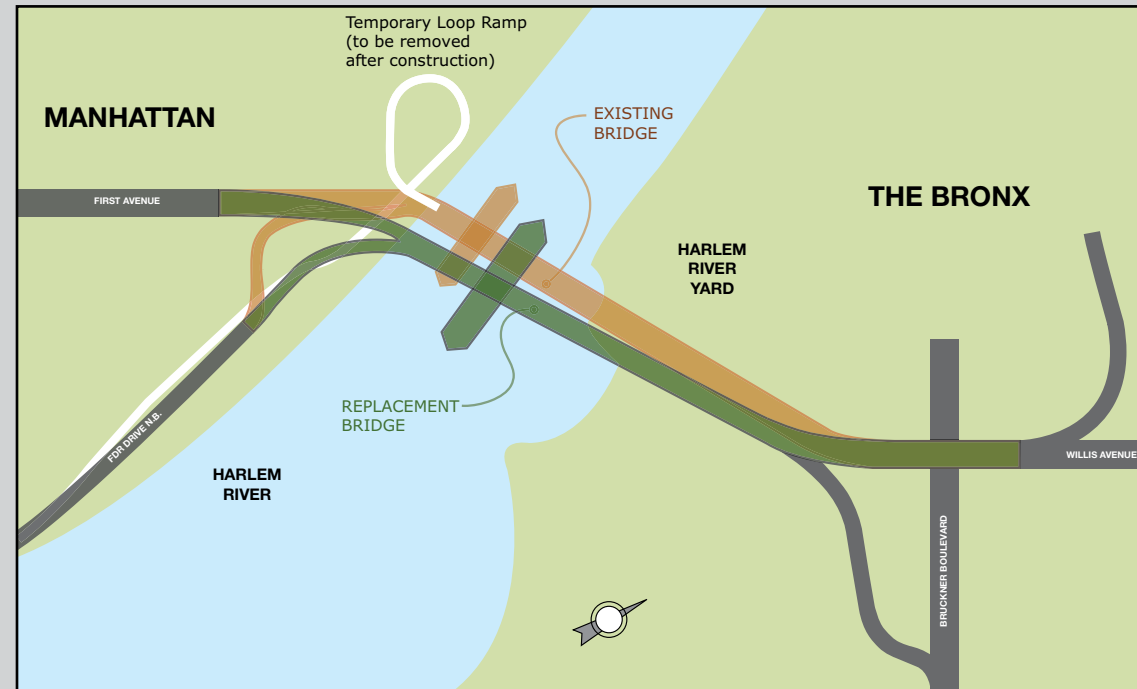 Temporary Loop Ramp
(to be removed
after construction)
MANHATTAN
EXISTING
BRIDGE
THE BRONX
FIRST AVENUE
HARLEM
RIVER
YARD
REPLACEMENT
BRIDGE
FDR DRIVE N.B.
WILLIS AVENUE
HARLEM
RIVER
BRUCKNER BOULEVARD